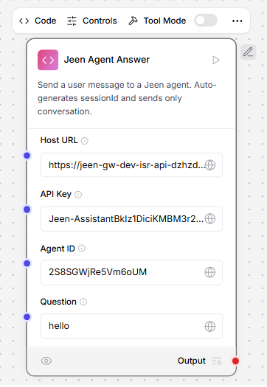 Code Controls Tool Mode
Jeen Agent Answer
Send a user message to a Jeen agent. Auto-
generates sessionId and sends only
conversation.
Host URL
https://jeen-gw-dev-isr-api-dzhzd...
API Key
Jeen-AssistantBkIz1DiciKMBM3r2...
Agent ID
2S8SGWjRe5Vm6oUM
Question
hello
Output